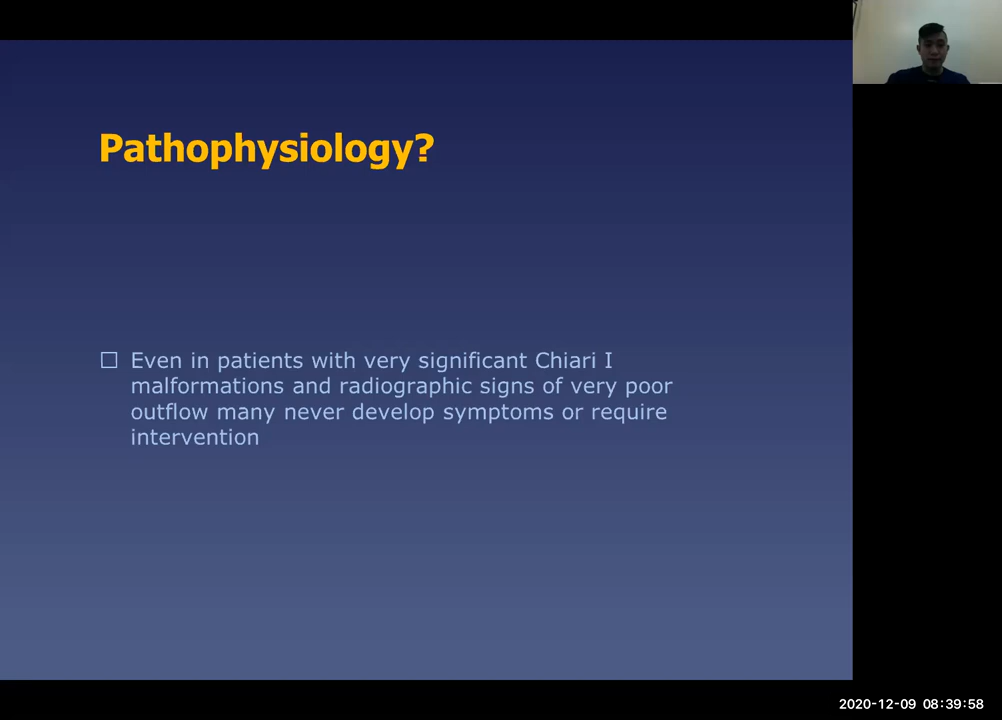 Pathophysiology?
Even in patients with very significant Chiari I
malformations and radiographic signs of very poor
outflow many never develop symptoms or require
intervention
2020-12-09 08:39:58